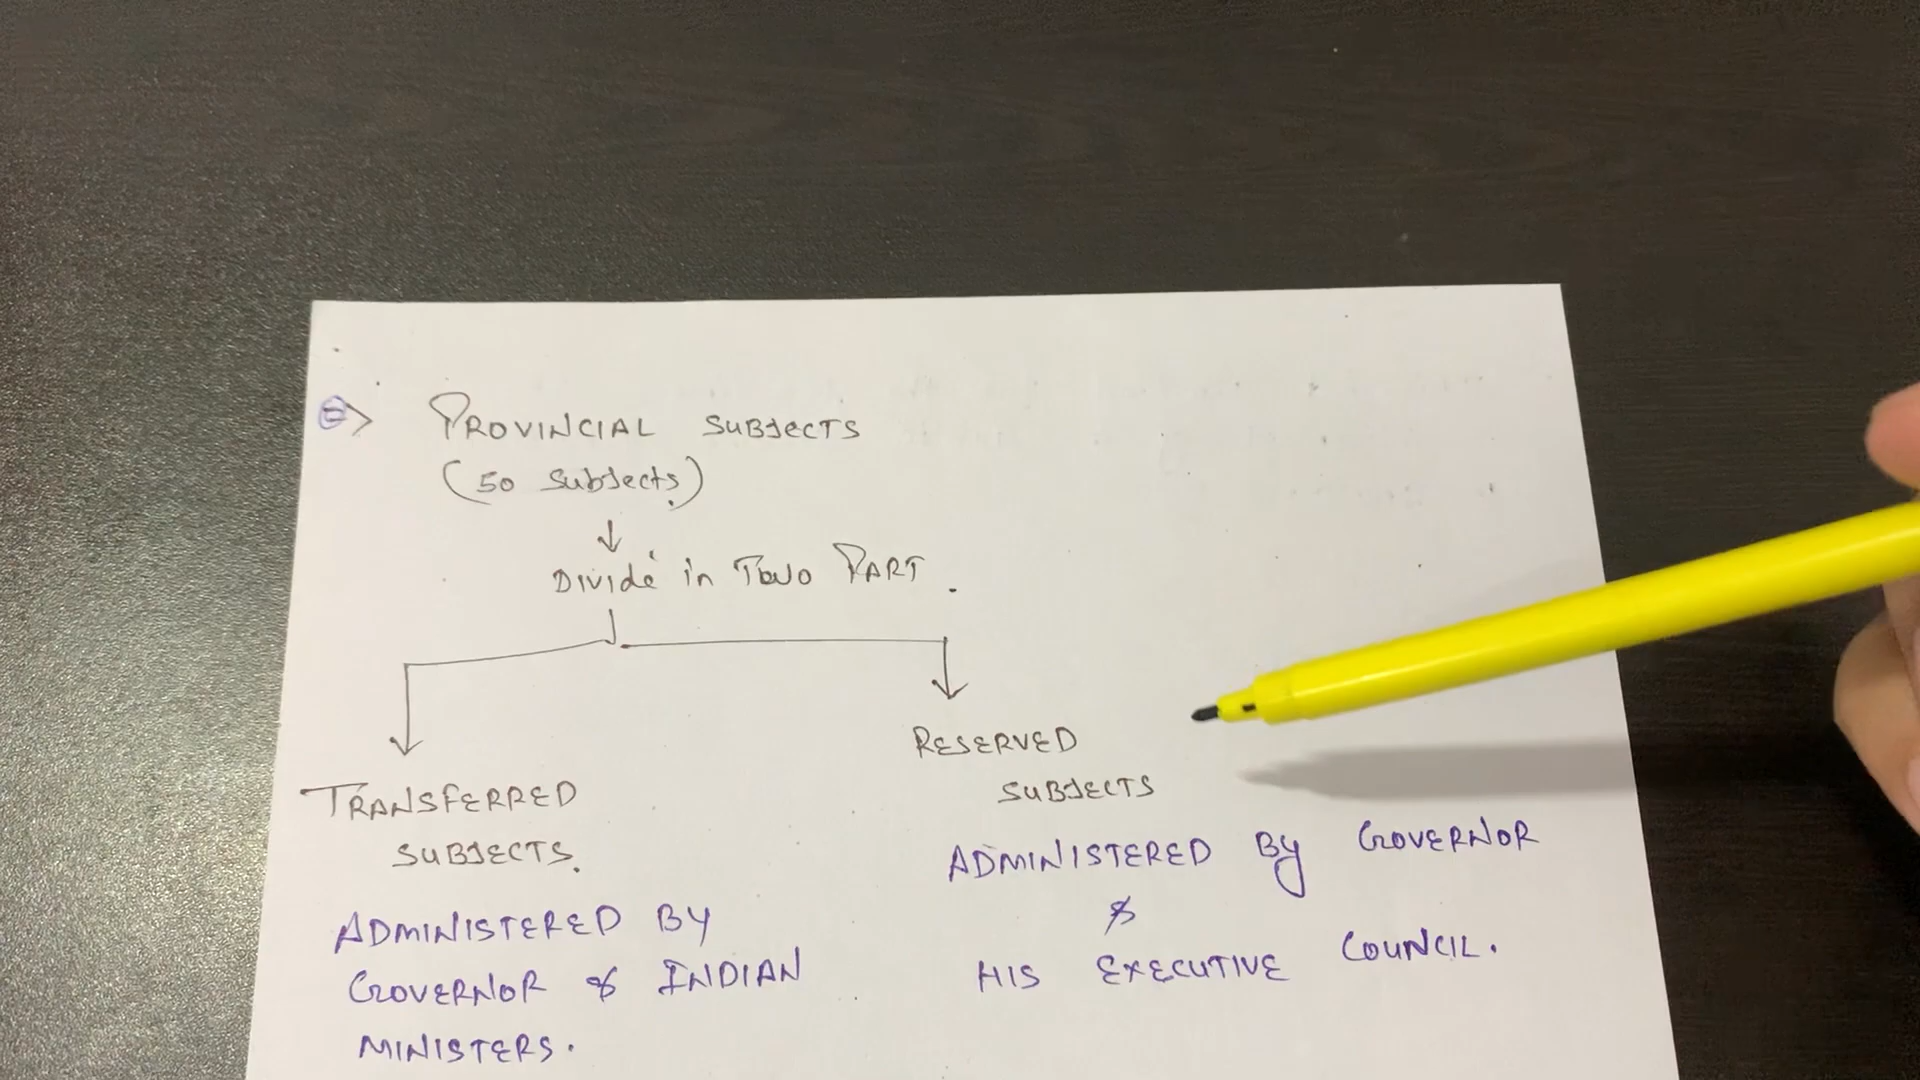 ⇒ PROVINCIAL SUBJECTS
(50 Subjects)
↓
Divide in Two PART.
TRANSFERRED
SUBJECTS.
ADMINISTERED BY
GOVERNOR & INDIAN
MINISTERS.
RESERVED
SUBJECTS
ADMINISTERED By GOVERNOR
&
HIS EXECUTIVE COUNCIL.